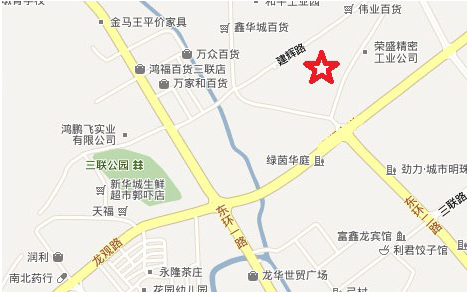 金马王平价家具
伟业百货
鑫华城百货
建辉路
荣盛精密
工业公司
万众百货
鸿福百货三联店
万家和百货
鸿鹏飞实业
有限公司
三联公园
绿茵华庭
新华城生鲜
超市郭吓店
劲力·城市明珠
天福
东环一路
东环二路
三联路
龙观路
富鑫龙宾馆
利君饺子馆
润利
南北药行
永隆茶庄
龙华世贸广场
花园幼儿园